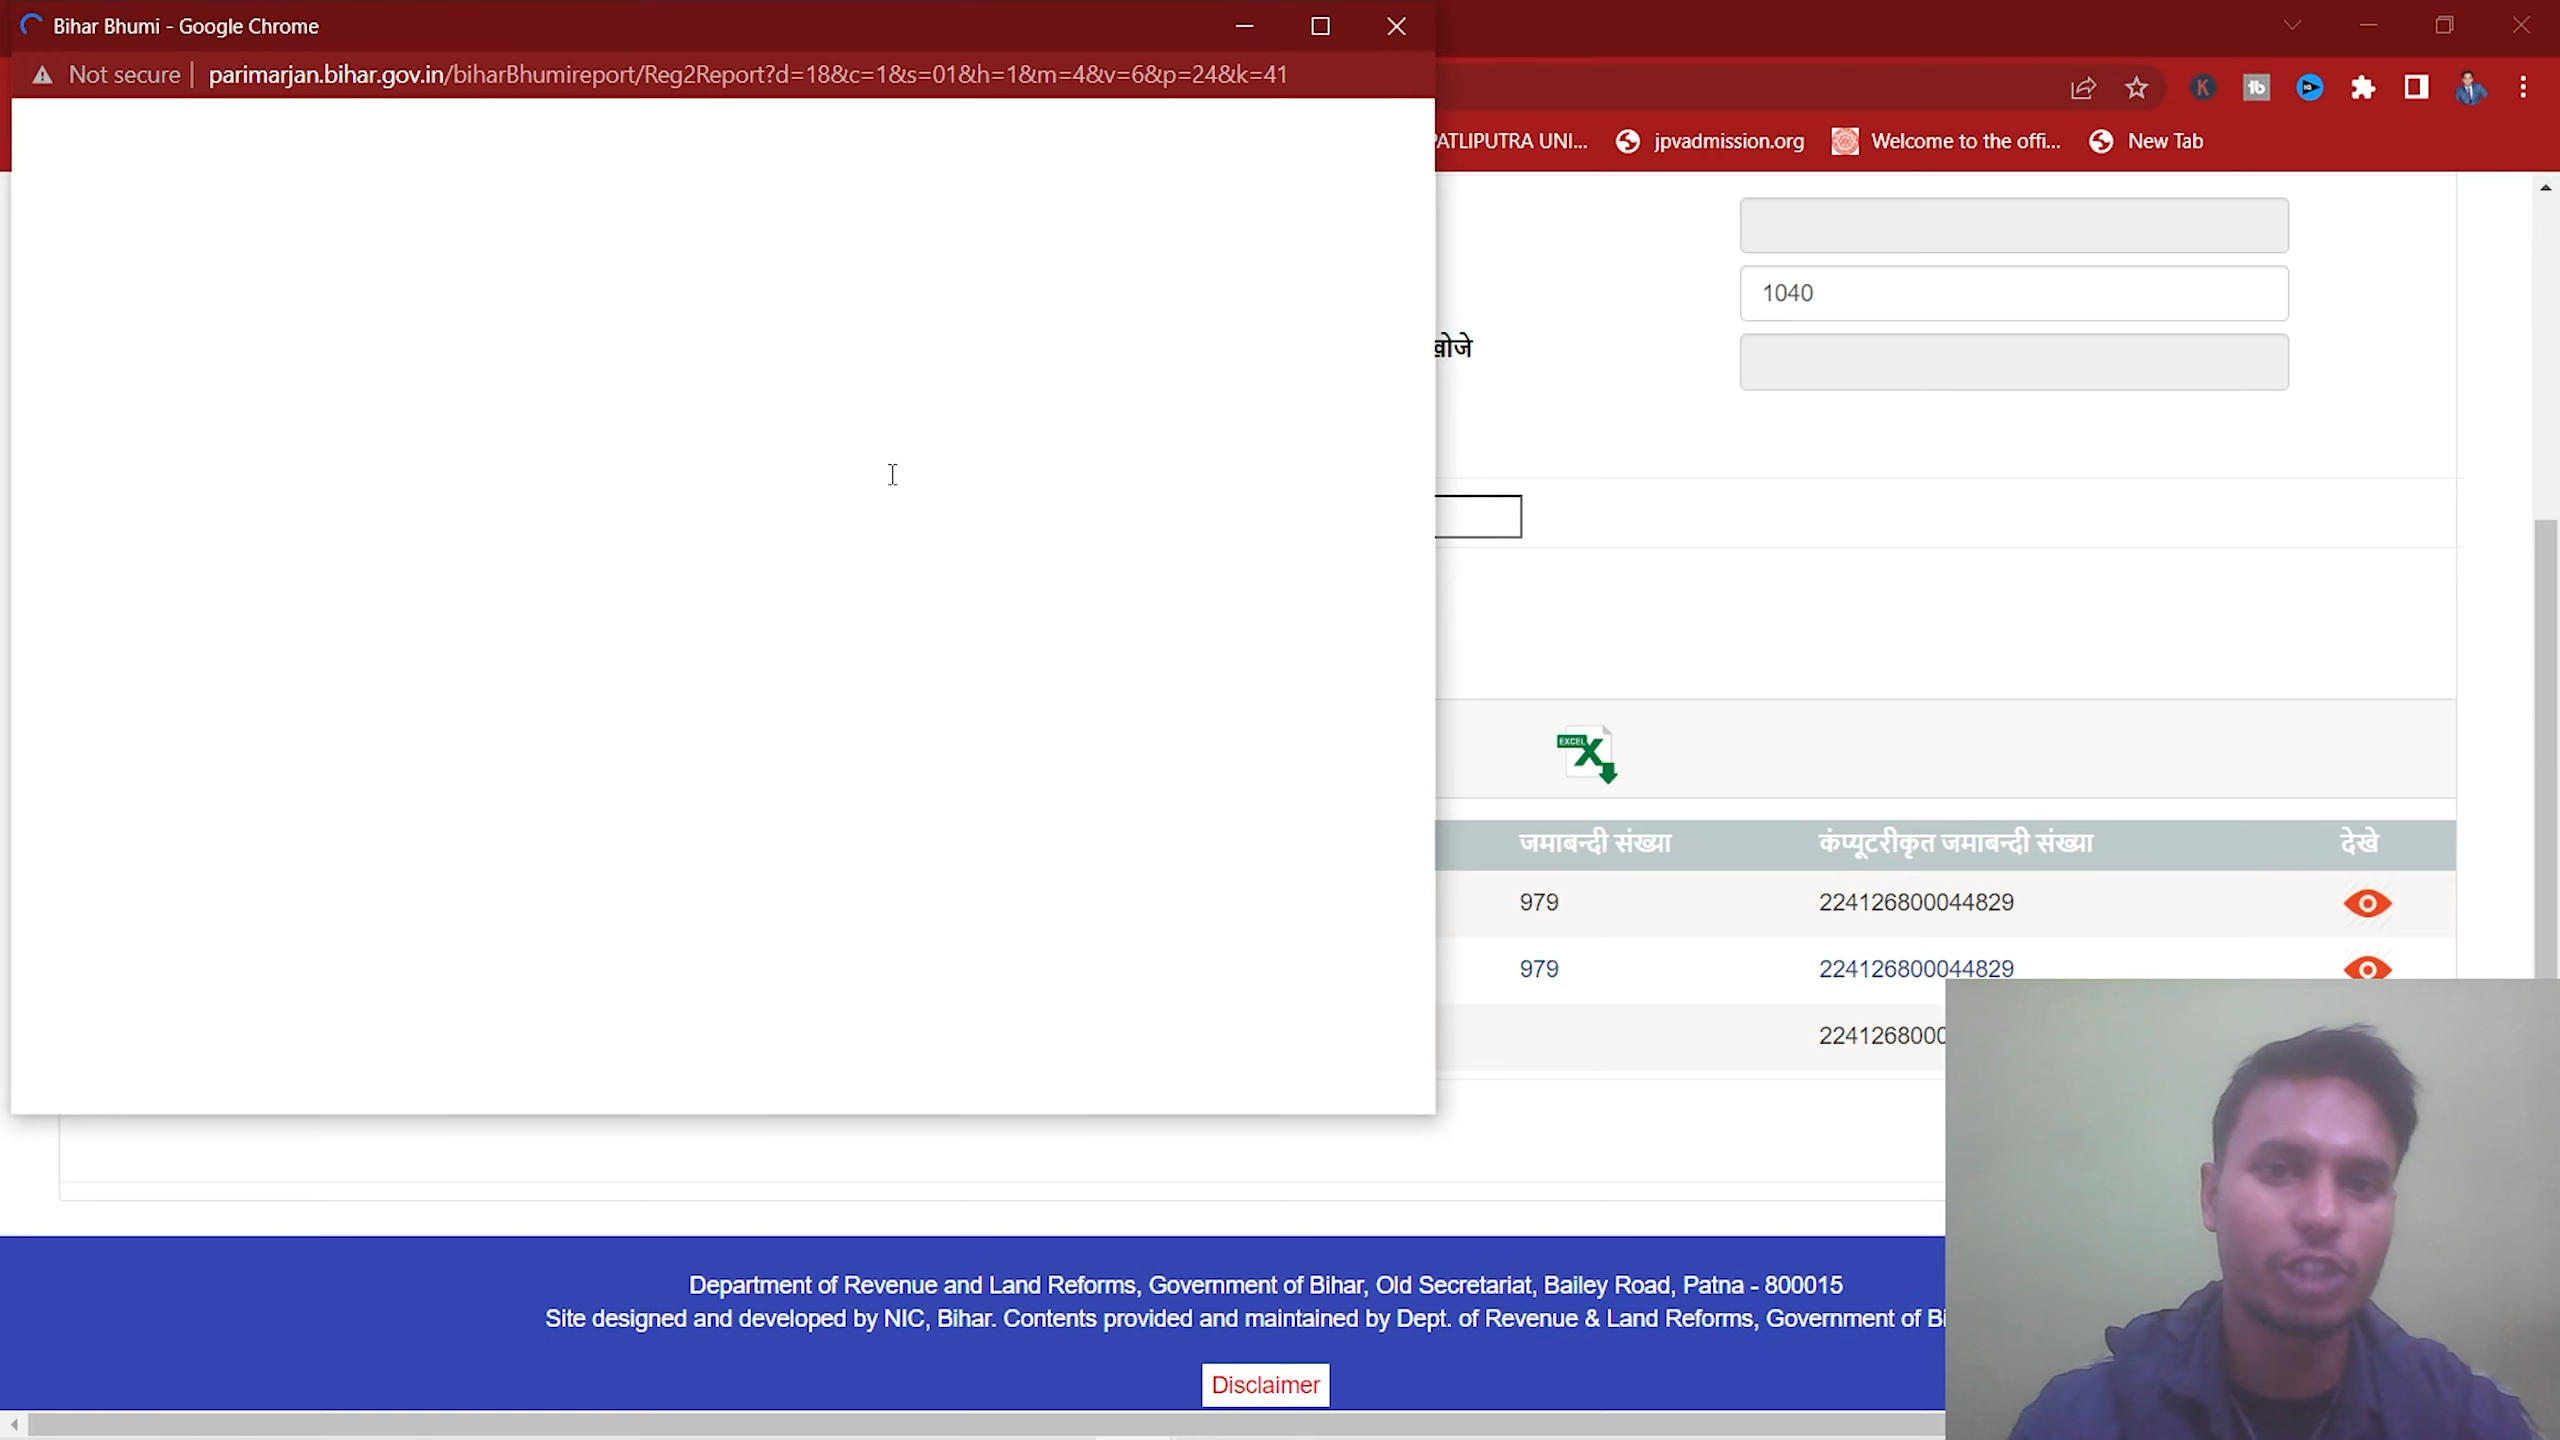 Bihar Bhumi - Google Chrome
Not secure parimarjan.bihar.gov.in/biharBhumireport/Reg2Report?d=18&c=1&s=01&h=1&m=4&v=6&p=24&k=41
PATLIPUTRA UNI... jpvadmission.org Welcome to the offi... New Tab
1040
खोजे
EXCEL X
जमाबन्दी संख्या कंप्यूटरीकृत जमाबन्दी संख्या देखे
979 224126800044829
979 224126800044829
2241268000
Department of Revenue and Land Reforms, Government of Bihar, Old Secretariat, Bailey Road, Patna - 800015
Site designed and developed by NIC, Bihar. Contents provided and maintained by Dept. of Revenue & Land Reforms, Government of Bi
Disclaimer